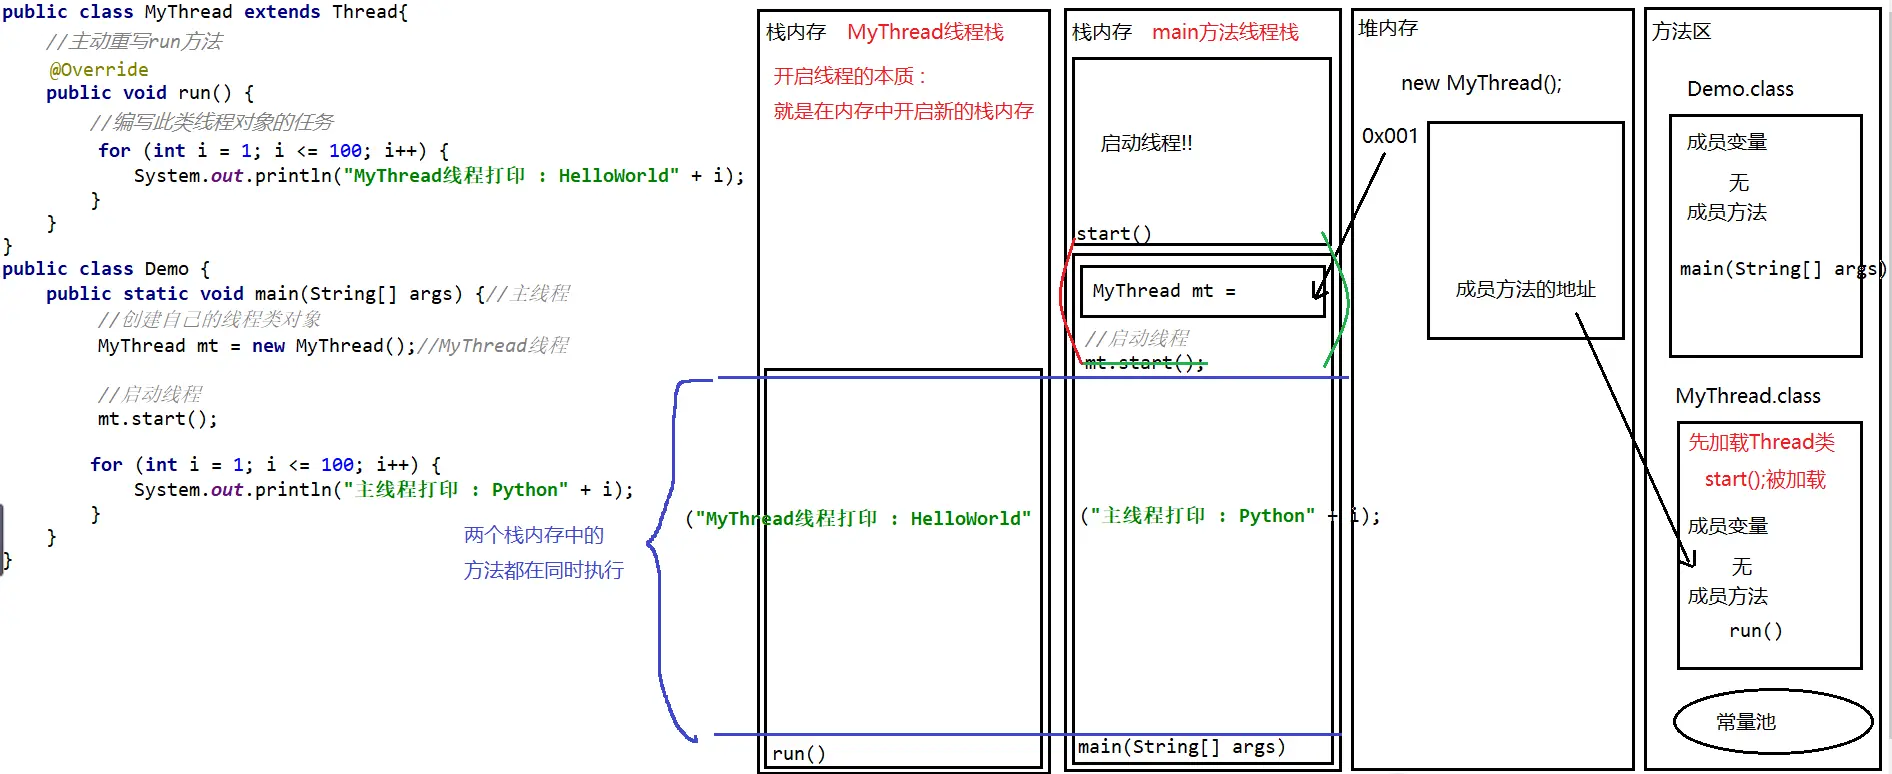 public class MyThread extends Thread{
//主动重写run方法
@Override
public void run() {
//编写此类线程对象的任务
for (int i = 1; i <= 100; i++) {
System.out.println("MyThread线程打印 : HelloWorld" + i);
}
}
}
public class Demo {
public static void main(String[] args) {//主线程
//创建自己的线程类对象
MyThread mt = new MyThread();//MyThread线程
//启动线程
mt.start();
for (int i = 1; i <= 100; i++) {
System.out.println("主线程打印 : Python" + i);
}
}
}
两个栈内存中的
方法都在同时执行
栈内存 MyThread线程栈
开启线程的本质：
就是在内存中开启新的栈内存
("MyThread线程打印 : HelloWorld"
run()
栈内存 main方法线程栈
启动线程!!
start()
MyThread mt =
//启动线程
mt.start();
("主线程打印 : Python" + i);
main(String[] args)
堆内存
new MyThread();
0x001
成员方法的地址
方法区
Demo.class
成员变量
无
成员方法
main(String[] args)
MyThread.class
先加载Thread类
start();被加载
成员变量
无
成员方法
run()
常量池